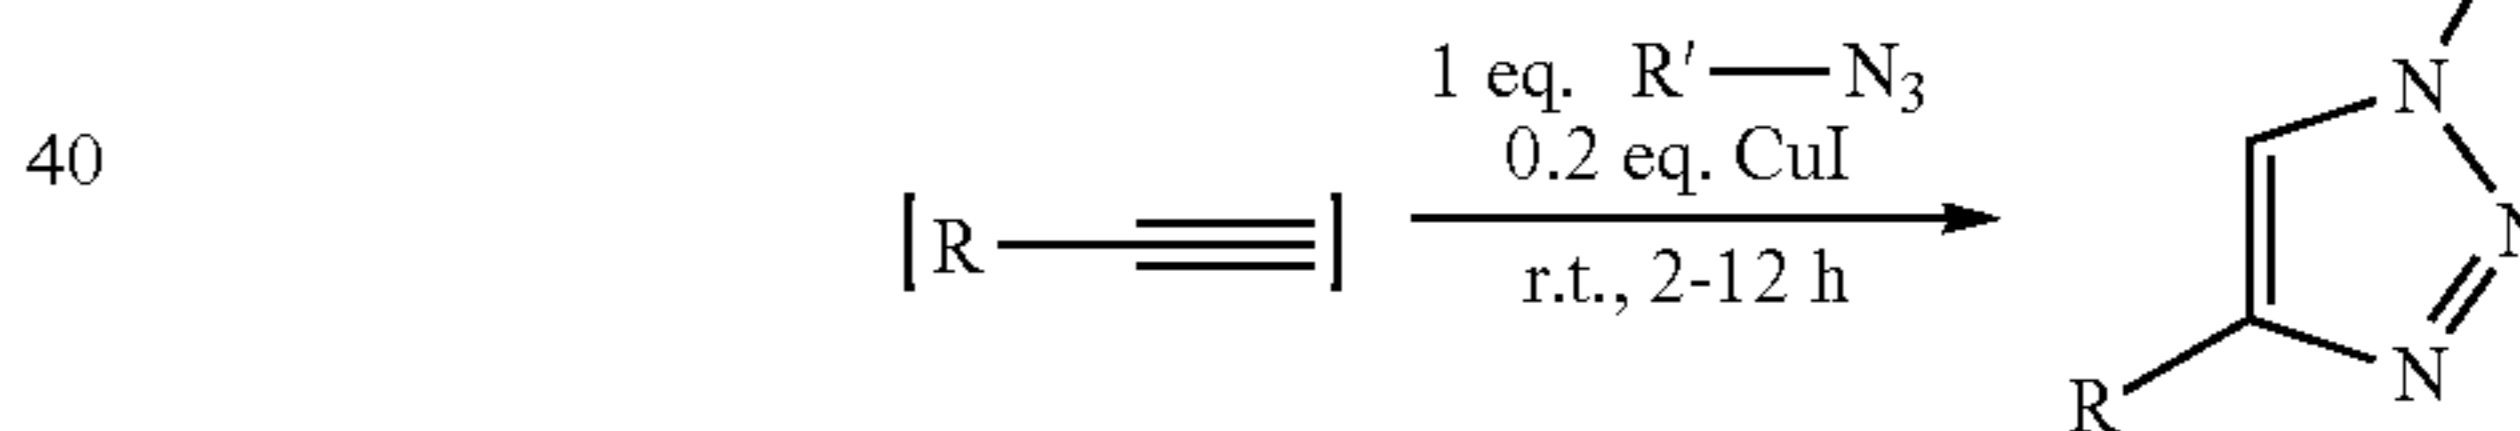 1 eq. R′—N₃
40
0.2 eq. CuI
[R—≡]
r.t., 2-12 h
N
N
N
R